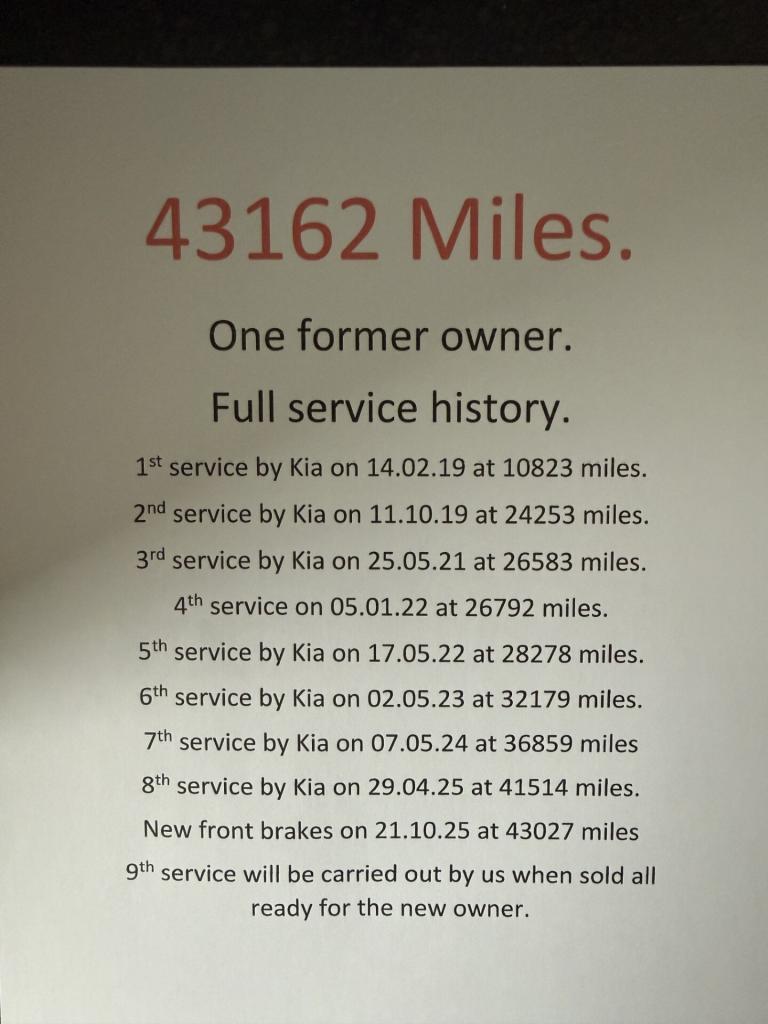 43162 Miles.
One former owner.
Full service history.
1st service by Kia on 14.02.19 at 10823 miles.
2nd service by Kia on 11.10.19 at 24253 miles.
3rd service by Kia on 25.05.21 at 26583 miles.
4th service on 05.01.22 at 26792 miles.
5th service by Kia on 17.05.22 at 28278 miles.
6th service by Kia on 02.05.23 at 32179 miles.
7th service by Kia on 07.05.24 at 36859 miles
8th service by Kia on 29.04.25 at 41514 miles.
New front brakes on 21.10.25 at 43027 miles
9th service will be carried out by us when sold all
ready for the new owner.